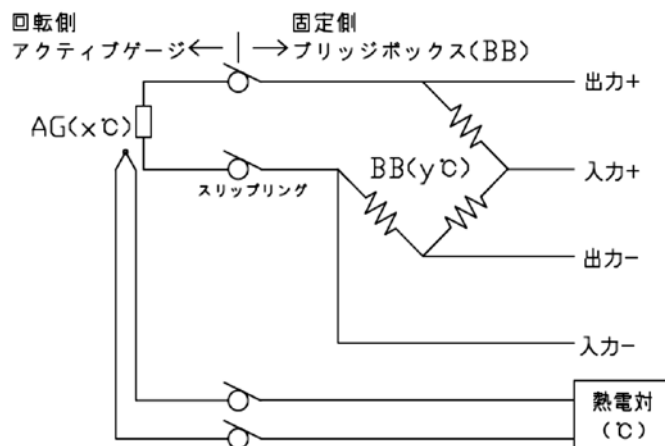 回転側
アクティブゲージ
固定側
ブリッジボックス(BB)
出力+
AG(x℃)
BB(y℃)
入力+
スリップリング
出力-
入力-
熱電対
(℃)